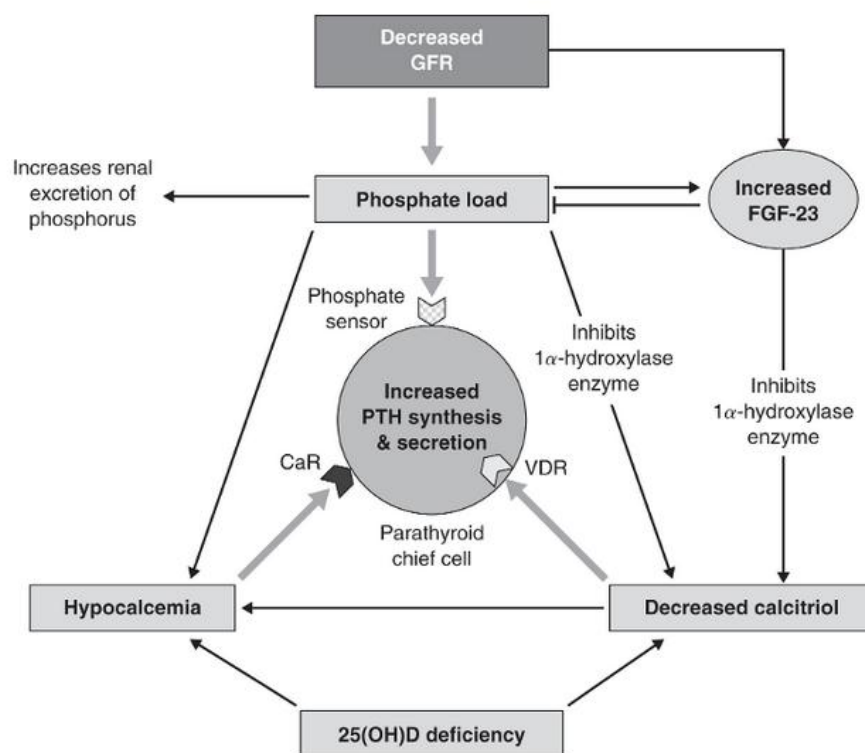 Decreased
GFR
Increases renal
excretion of
phosphorus
Phosphate load
Increased
FGF-23
Phosphate
sensor
Inhibits
1α-hydroxylase
enzyme
Inhibits
1α-hydroxylase
enzyme
Increased
PTH synthesis
& secretion
CaR
VDR
Parathyroid
chief cell
Hypocalcemia
Decreased calcitriol
25(OH)D deficiency